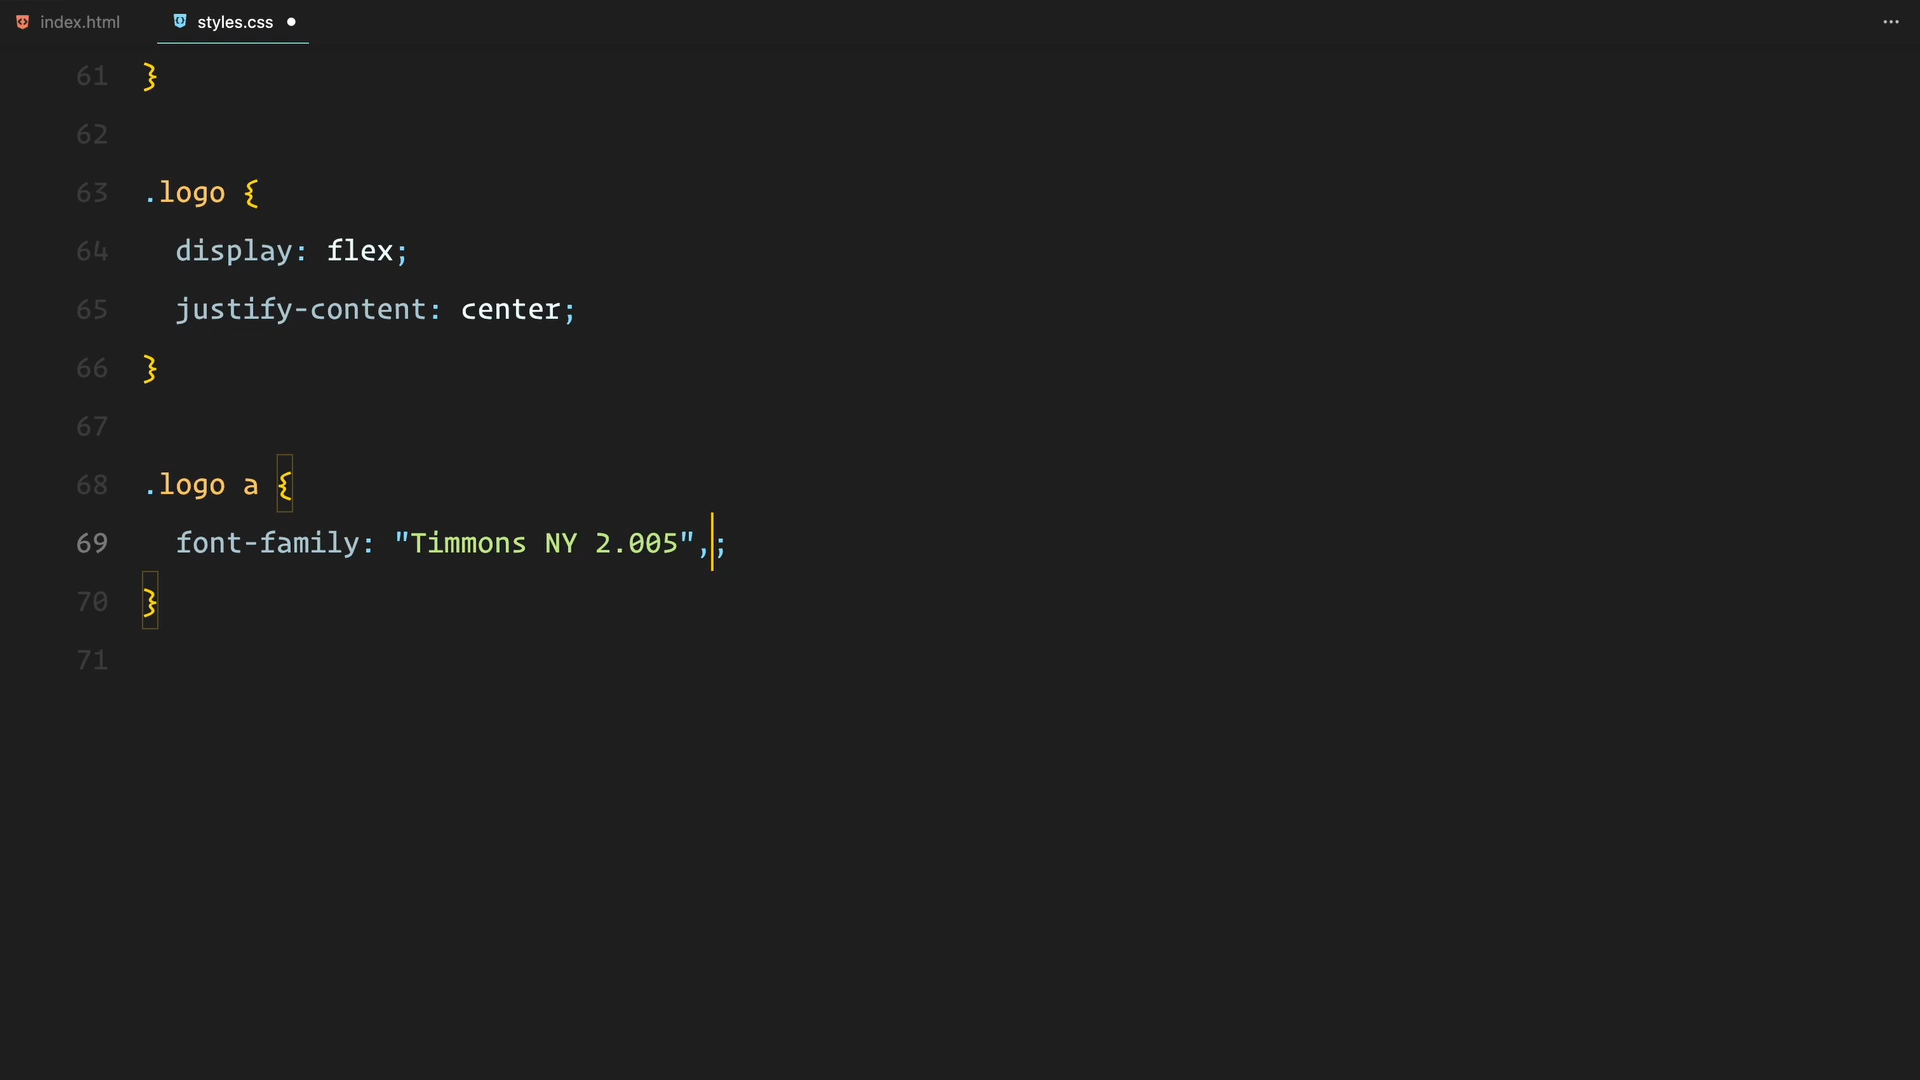 index.html styles.css
61 }
62
63 .logo {
64 display: flex;
65 justify-content: center;
66 }
67
68 .logo a {
69 font-family: "Timmons NY 2.005",;
70 }
71